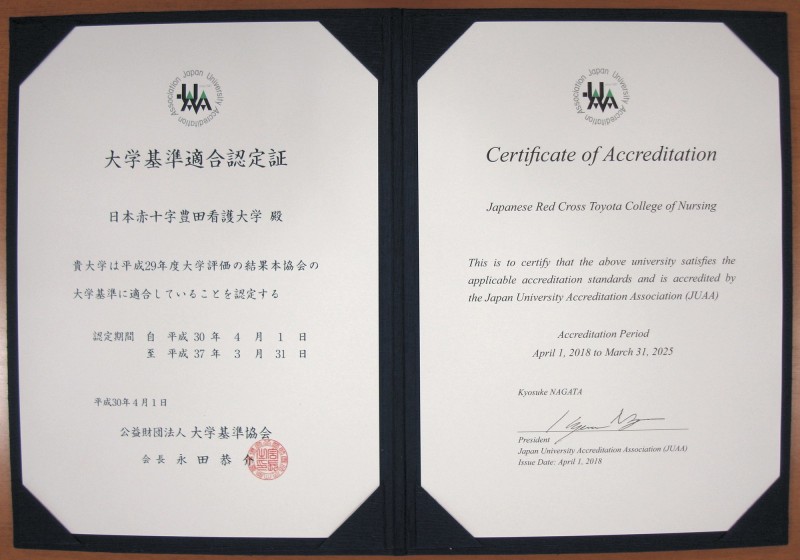 Japan University Accreditation Association
JUAA
大学基準適合認定証
日本赤十字豊田看護大学 殿
貴大学は平成29年度大学評価の結果本協会の
大学基準に適合していることを認定する
認定期間 自 平成 30 年 4 月 1 日
至 平成 37 年 3 月 31 日
平成30年4月1日
公益財団法人 大学基準協会
会長 永田恭介
Japan University Accreditation Association
JUAA
Certificate of Accreditation
Japanese Red Cross Toyota College of Nursing
This is to certify that the above university satisfies the
applicable accreditation standards and is accredited by
the Japan University Accreditation Association (JUAA)
Accreditation Period
April 1, 2018 to March 31, 2025
Kyosuke NAGATA
President
Japan University Accreditation Association (JUAA)
Issue Date: April 1, 2018